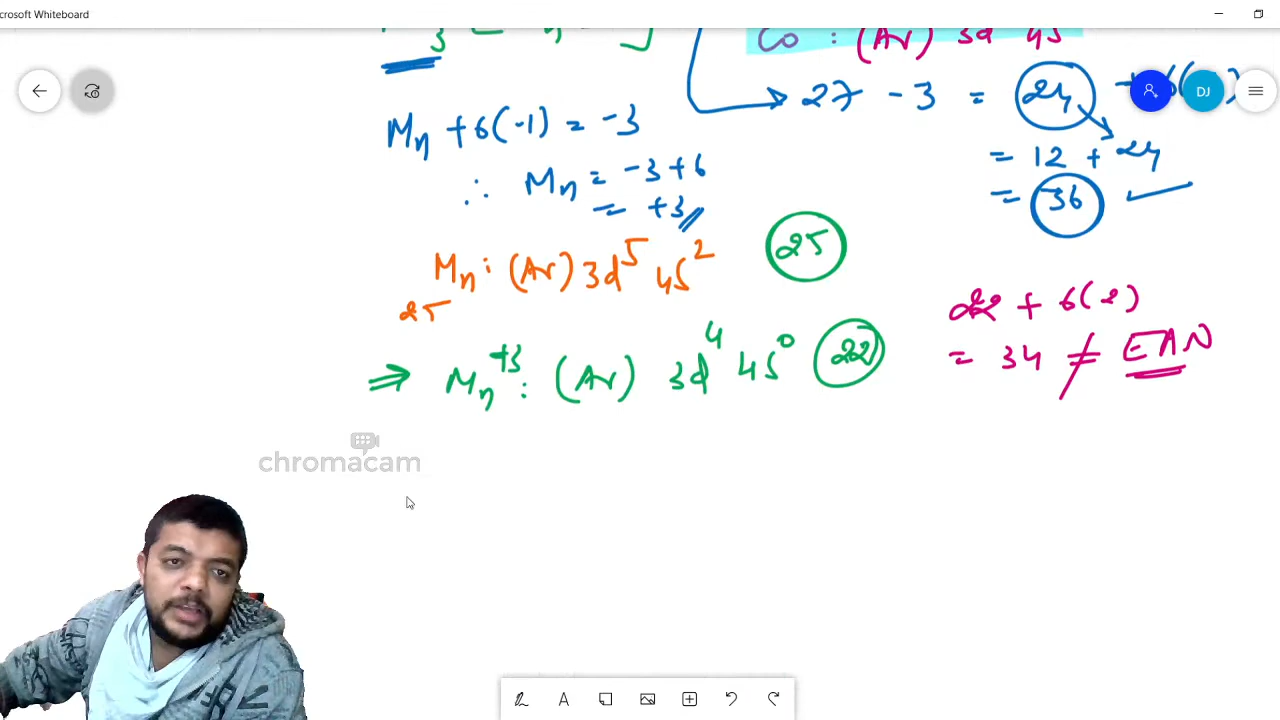 crosoft Whiteboard
Co : (Ar) 3d 4s
27 - 3 = 24
DJ
Mn + 6(-1) = -3
= 12 + 24
∴ Mn = -3+6
= +3
= 36
Mn : (Ar) 3d⁵ 4s²
25
25
22 + 6(2)
= 34 ≠ EAN
⇒ Mn⁺³ : (Ar) 3d⁴ 4s⁰
22
chromacam
A